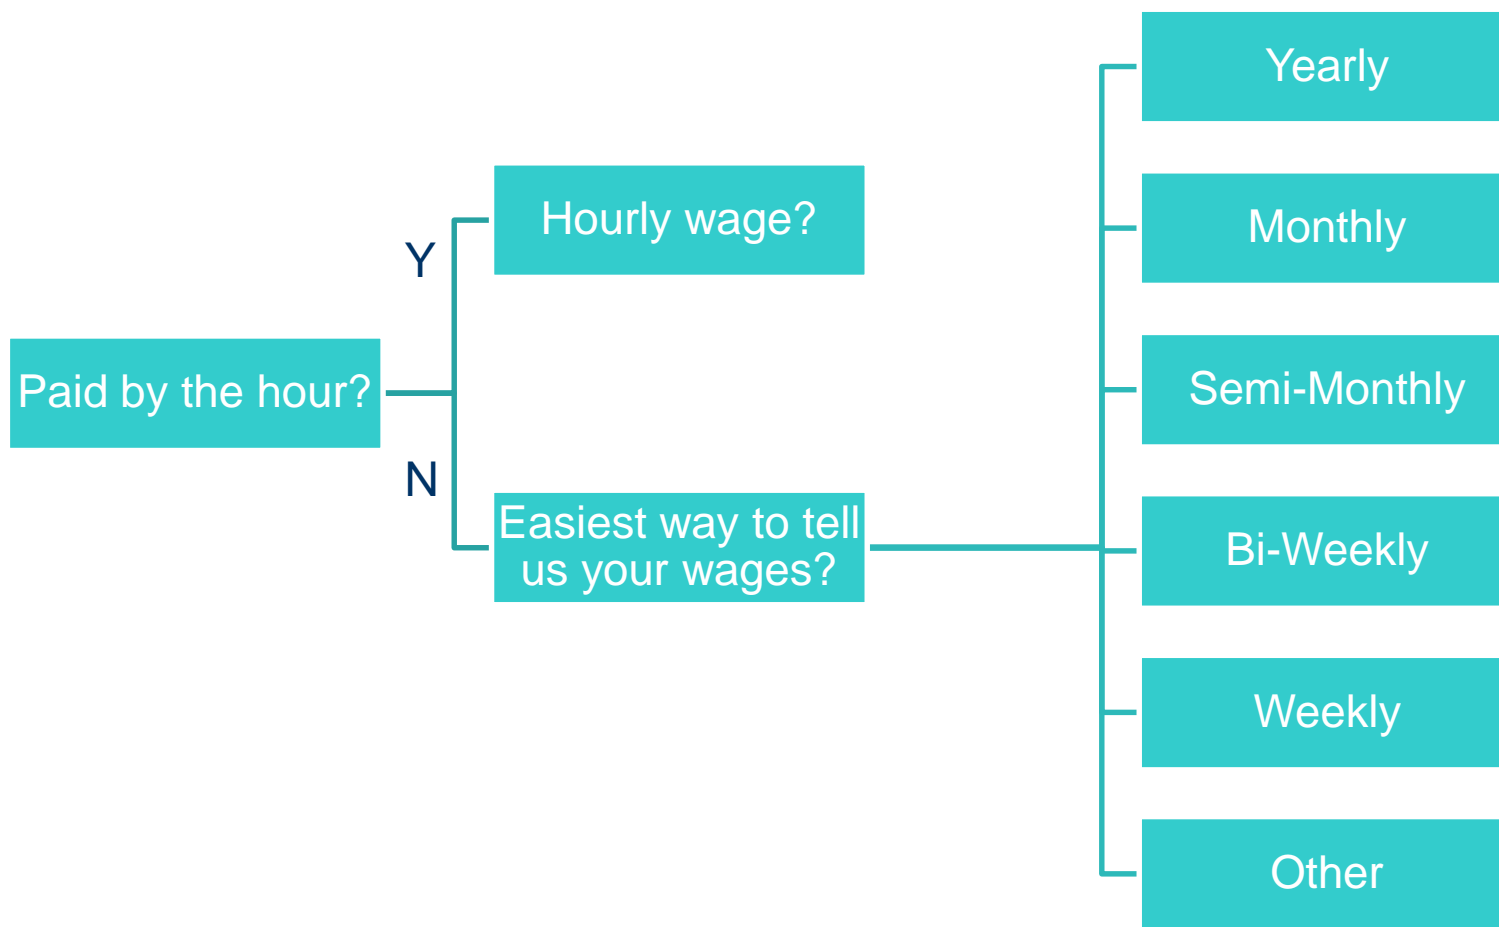 Paid by the hour?
Y
N
Hourly wage?
Easiest way to tell
us your wages?
Yearly
Monthly
Semi-Monthly
Bi-Weekly
Weekly
Other